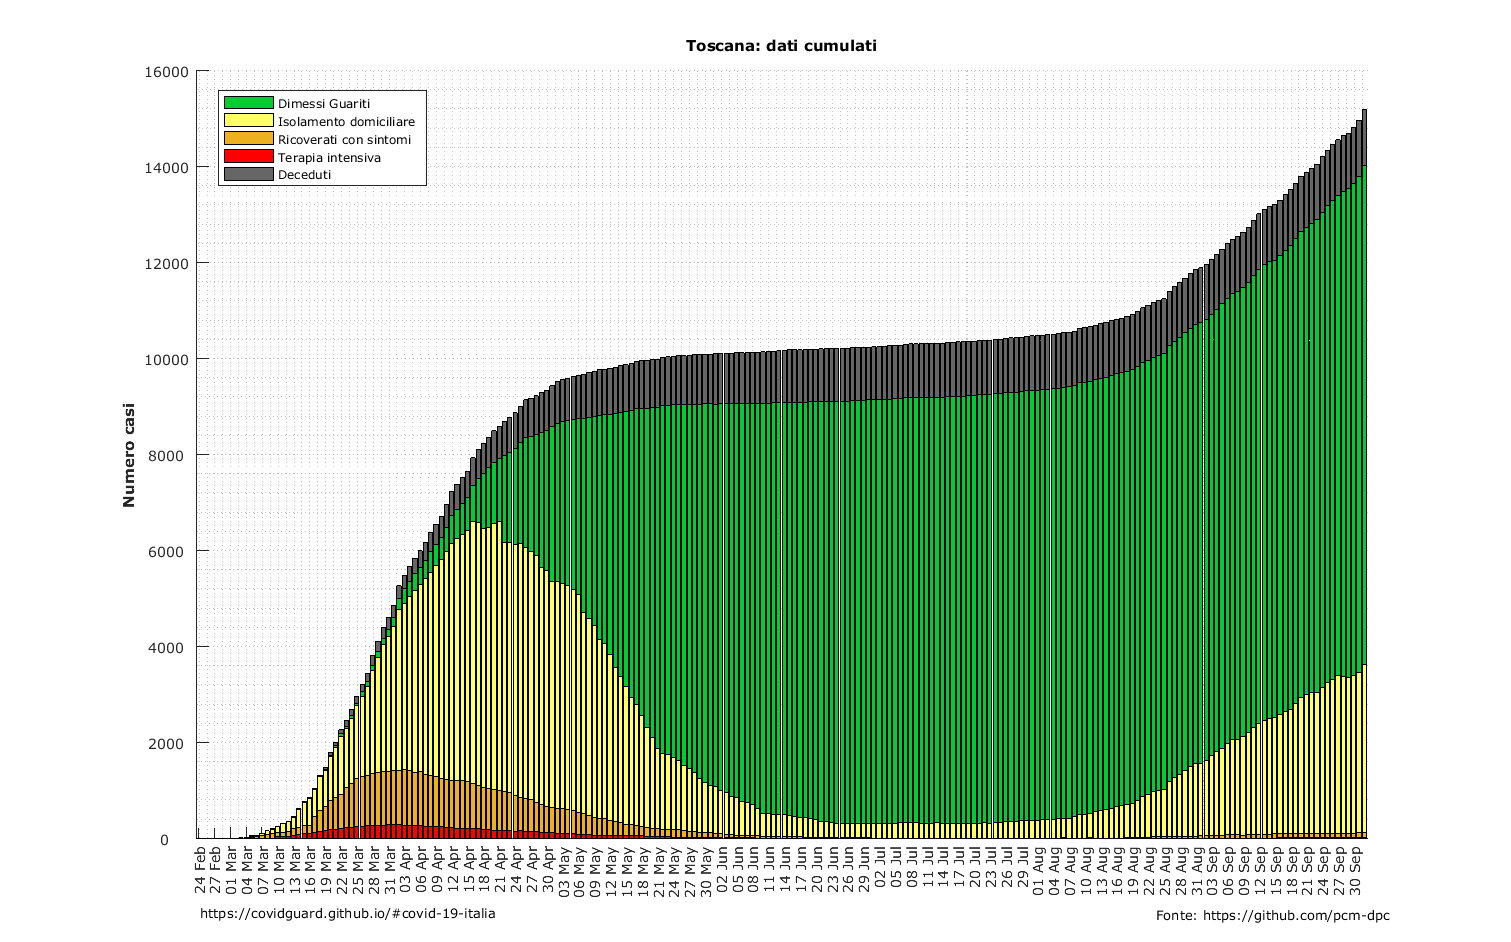 Toscana: dati cumulati
16000
14000
12000
10000
8000
6000
4000
2000
0
Numero casi
Dimessi Guariti
Isolamento domiciliare
Ricoverati con sintomi
Terapia intensiva
Deceduti
24 Feb
27 Feb
01 Mar
04 Mar
07 Mar
10 Mar
13 Mar
16 Mar
19 Mar
22 Mar
25 Mar
28 Mar
31 Mar
03 Apr
06 Apr
09 Apr
12 Apr
15 Apr
18 Apr
21 Apr
24 Apr
27 Apr
30 Apr
03 May
06 May
09 May
12 May
15 May
18 May
21 May
24 May
27 May
30 May
02 Jun
05 Jun
08 Jun
11 Jun
14 Jun
17 Jun
20 Jun
23 Jun
26 Jun
29 Jun
02 Jul
05 Jul
08 Jul
11 Jul
14 Jul
17 Jul
20 Jul
23 Jul
26 Jul
29 Jul
01 Aug
04 Aug
07 Aug
10 Aug
13 Aug
16 Aug
19 Aug
22 Aug
25 Aug
28 Aug
31 Aug
03 Sep
06 Sep
09 Sep
12 Sep
15 Sep
18 Sep
21 Sep
24 Sep
27 Sep
30 Sep
https://covidguard.github.io/#covid-19-italia
Fonte: https://github.com/pcm-dpc